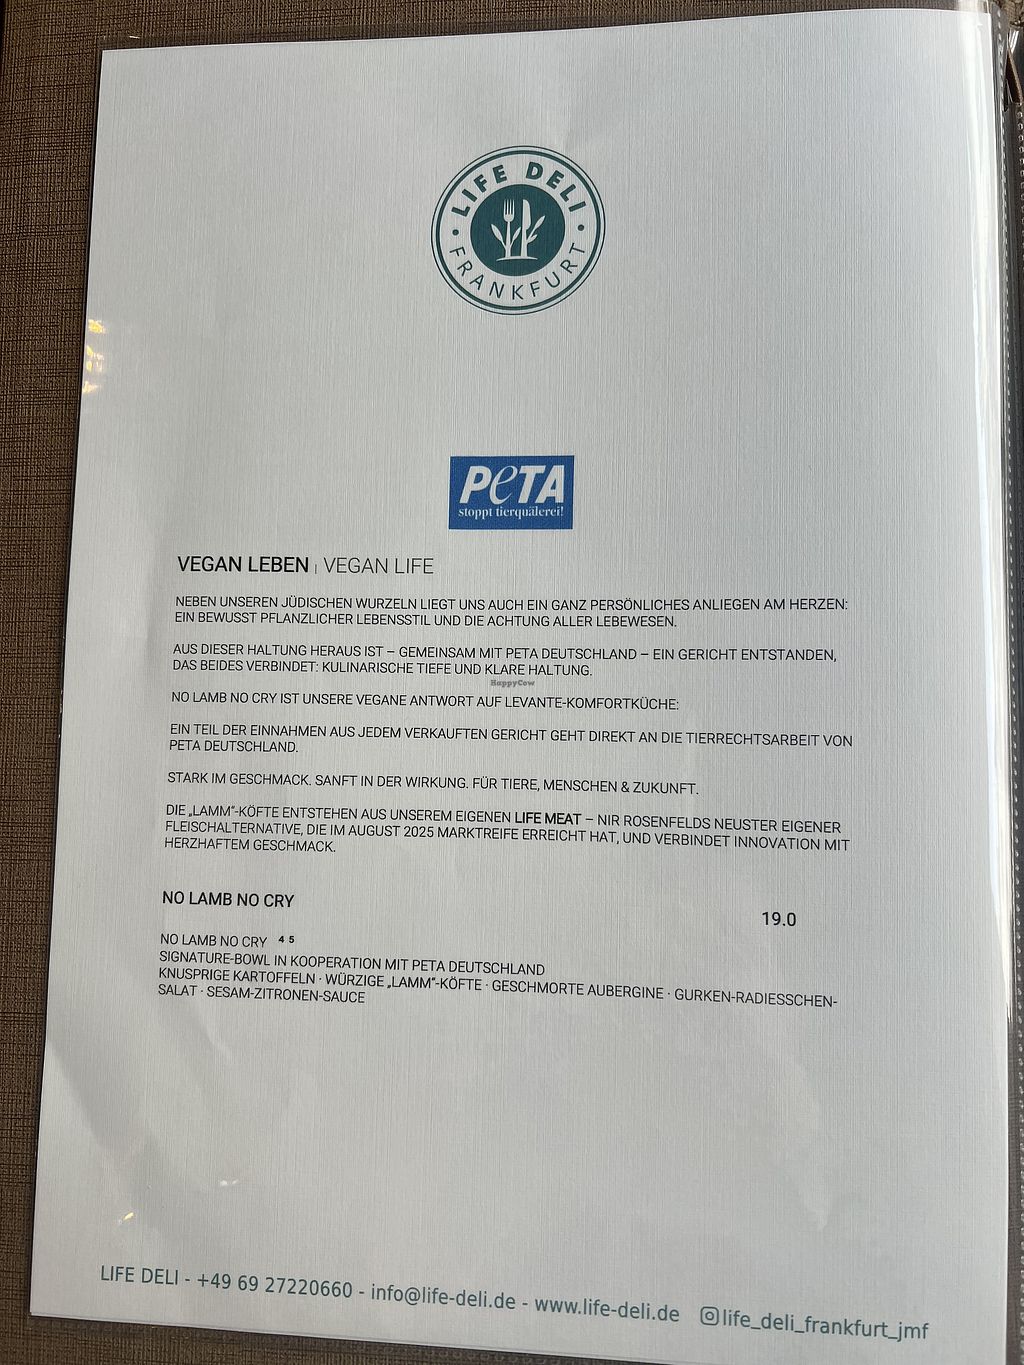 LIFE DELI
FRANKFURT
PeTA
stoppt tierquälerei!
VEGAN LEBEN | VEGAN LIFE
NEBEN UNSEREN JÜDISCHEN WURZELN LIEGT UNS AUCH EIN GANZ PERSÖNLICHES ANLIEGEN AM HERZEN:
EIN BEWUSST PFLANZLICHER LEBENSSTIL UND DIE ACHTUNG ALLER LEBEWESEN.
AUS DIESER HALTUNG HERAUS IST – GEMEINSAM MIT PETA DEUTSCHLAND – EIN GERICHT ENTSTANDEN,
DAS BEIDES VERBINDET: KULINARISCHE TIEFE UND KLARE HALTUNG.
HappyCow
NO LAMB NO CRY IST UNSERE VEGANE ANTWORT AUF LEVANTE-KOMFORTKÜCHE:
EIN TEIL DER EINNAHMEN AUS JEDEM VERKAUFTEN GERICHT GEHT DIREKT AN DIE TIERRECHTSARBEIT VON
PETA DEUTSCHLAND.
STARK IM GESCHMACK. SANFT IN DER WIRKUNG. FÜR TIERE, MENSCHEN & ZUKUNFT.
DIE „LAMM“-KÖFTE ENTSTEHEN AUS UNSEREM EIGENEN LIFE MEAT – NIR ROSENFELDS NEUSTER EIGENER
FLEISCHALTERNATIVE, DIE IM AUGUST 2025 MARKTREIFE ERREICHT HAT, UND VERBINDET INNOVATION MIT
HERZHAFTEM GESCHMACK.
NO LAMB NO CRY
19.0
NO LAMB NO CRY 4 5
SIGNATURE-BOWL IN KOOPERATION MIT PETA DEUTSCHLAND
KNUSPRIGE KARTOFFELN · WÜRZIGE „LAMM“-KÖFTE · GESCHMORTE AUBERGINE · GURKEN-RADIESSCHEN-
SALAT · SESAM-ZITRONEN-SAUCE
LIFE DELI - +49 69 27220660 - info@life-deli.de - www.life-deli.de life_deli_frankfurt_jmf